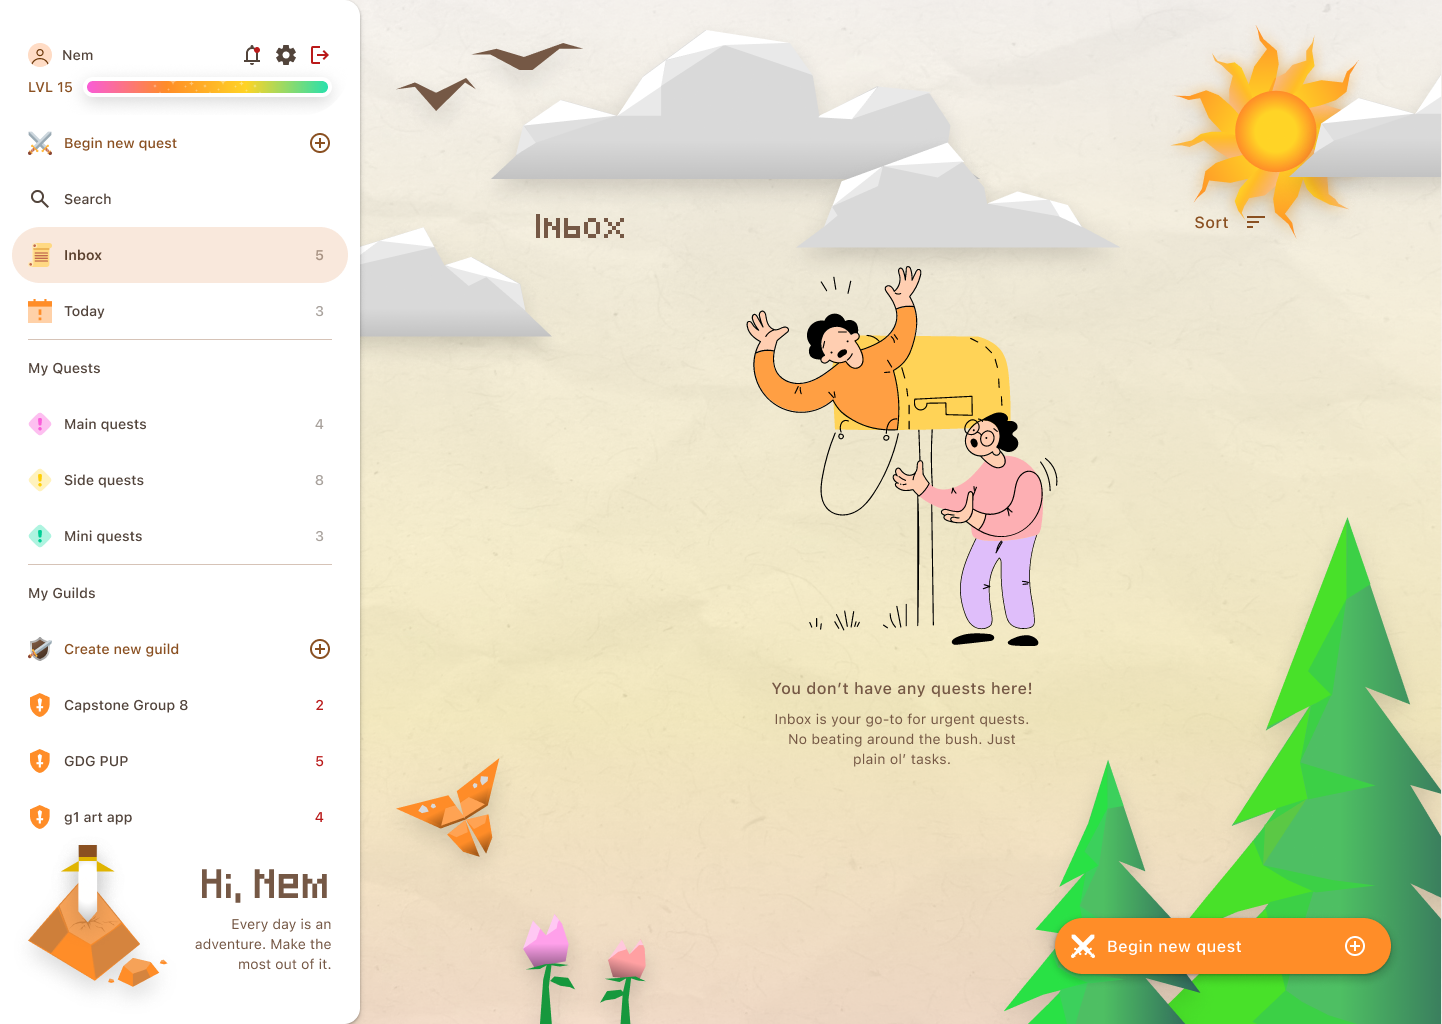 Nem
LVL 15
Begin new quest
Search
Inbox 5
Today 3
My Quests
Main quests 4
Side quests 8
Mini quests 3
My Guilds
Create new guild
Capstone Group 8 2
GDG PUP 5
g1 art app 4
Hi, Nem
Every day is an
adventure. Make the
most out of it.
Inbox
Sort
You don’t have any quests here!
Inbox is your go-to for urgent quests.
No beating around the bush. Just
plain ol’ tasks.
Begin new quest